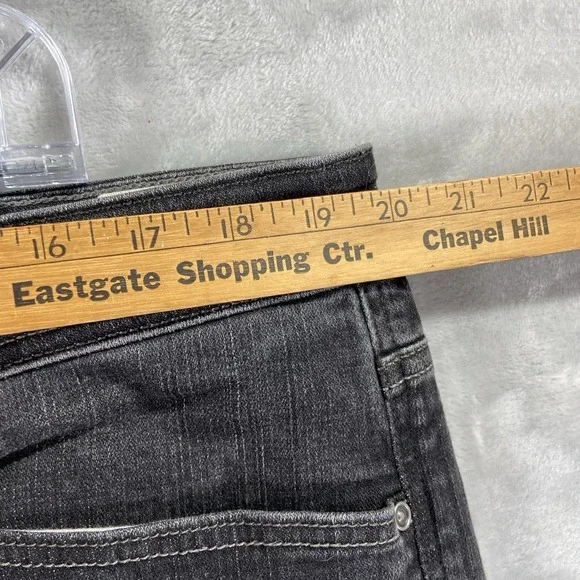 16 17 18 19 20 21 22
Eastgate Shopping Ctr. Chapel Hill